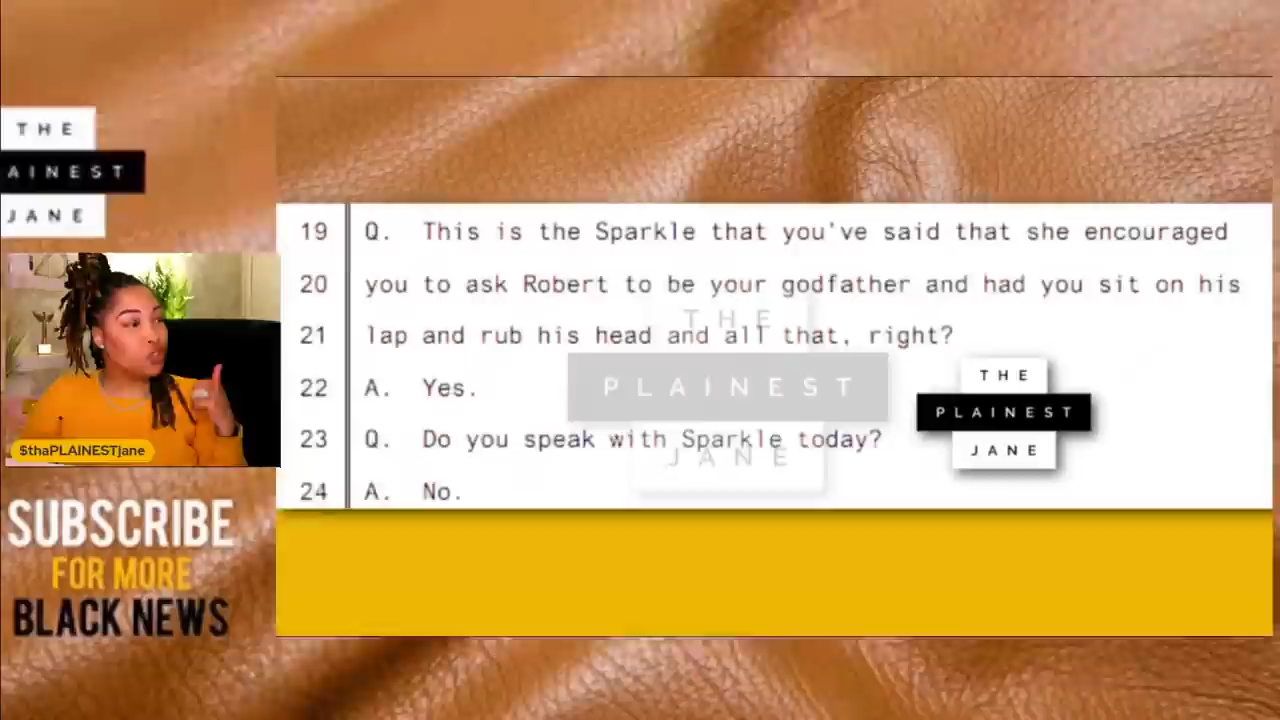 THE
AINEST
JANE
19 Q. This is the Sparkle that you've said that she encouraged
20 you to ask Robert to be your godfather and had you sit on his
21 lap and rub his head and all that, right?
22 A. Yes.
23 Q. Do you speak with Sparkle today?
24 A. No.
THE
PLAINEST
JANE
THE
PLAINEST
JANE
$thaPLAINESTjane
SUBSCRIBE
FOR MORE
BLACK NEWS